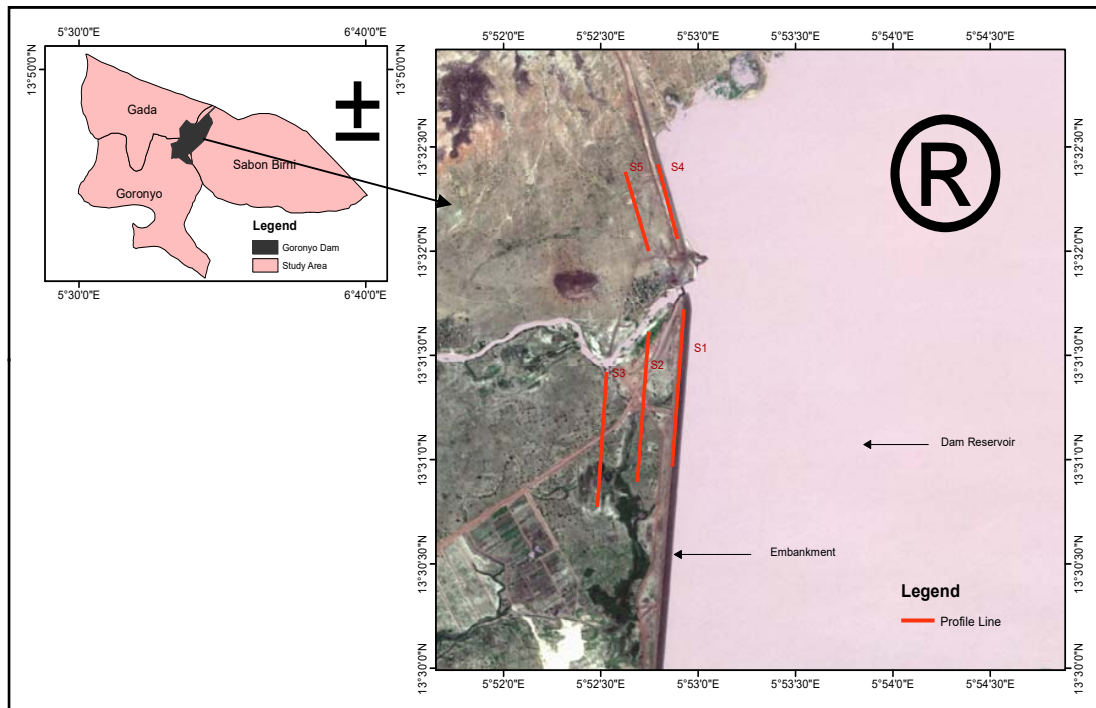 5°30'0"E
6°40'0"E
13°50'0"N
13°50'0"N
Gada
Sabon Birni
Goronyo
±
Legend
Goronyo Dam
Study Area
5°30'0"E
6°40'0"E
5°52'0"E
5°52'30"E
5°53'0"E
5°53'30"E
5°54'0"E
5°54'30"E
13°32'30"N
13°32'30"N
S5
S4
®
13°32'0"N
13°32'0"N
13°31'30"N
13°31'30"N
S1
S2
S3
Dam Reservoir
13°31'0"N
13°31'0"N
Embankment
13°30'30"N
13°30'30"N
Legend
Profile Line
13°30'0"N
13°30'0"N
5°52'0"E
5°52'30"E
5°53'0"E
5°53'30"E
5°54'0"E
5°54'30"E